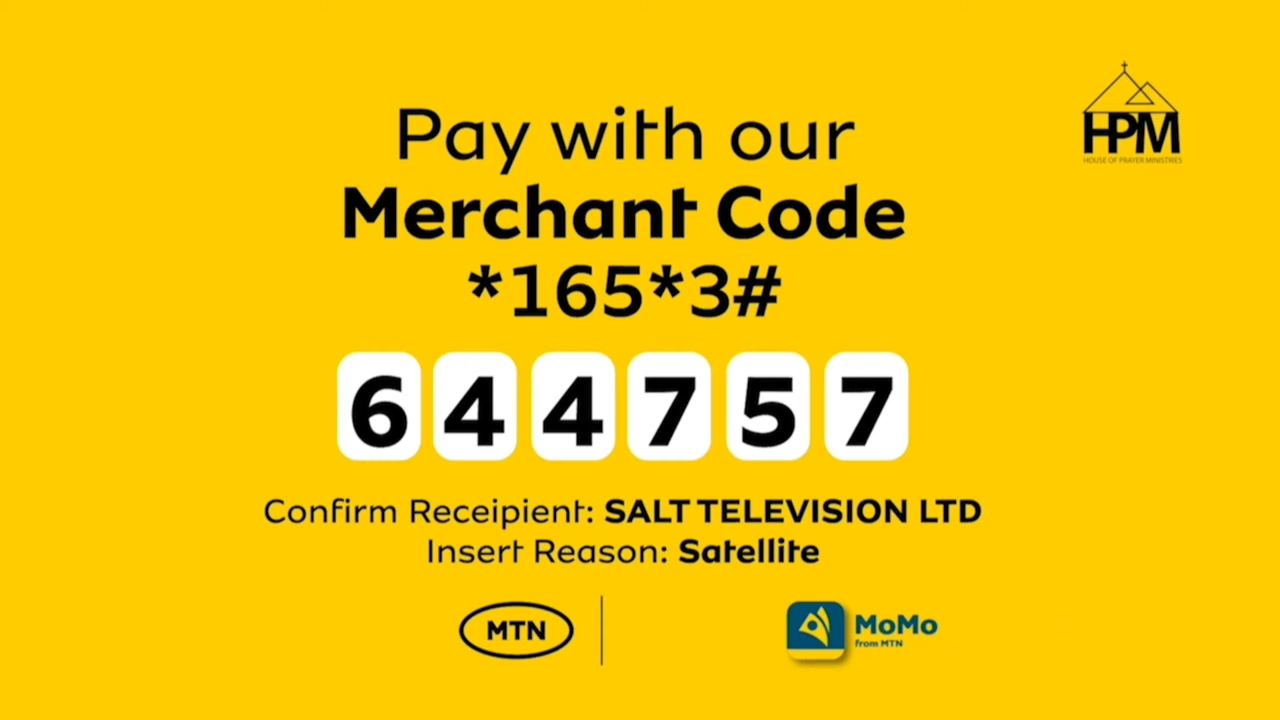 Pay with our
Merchant Code
*165*3#
644757
Confirm Receipient: SALT TELEVISION LTD
Insert Reason: Satellite
MTN
MoMo
from MTN
HPM
HOUSE OF PRAYER MINISTRIES